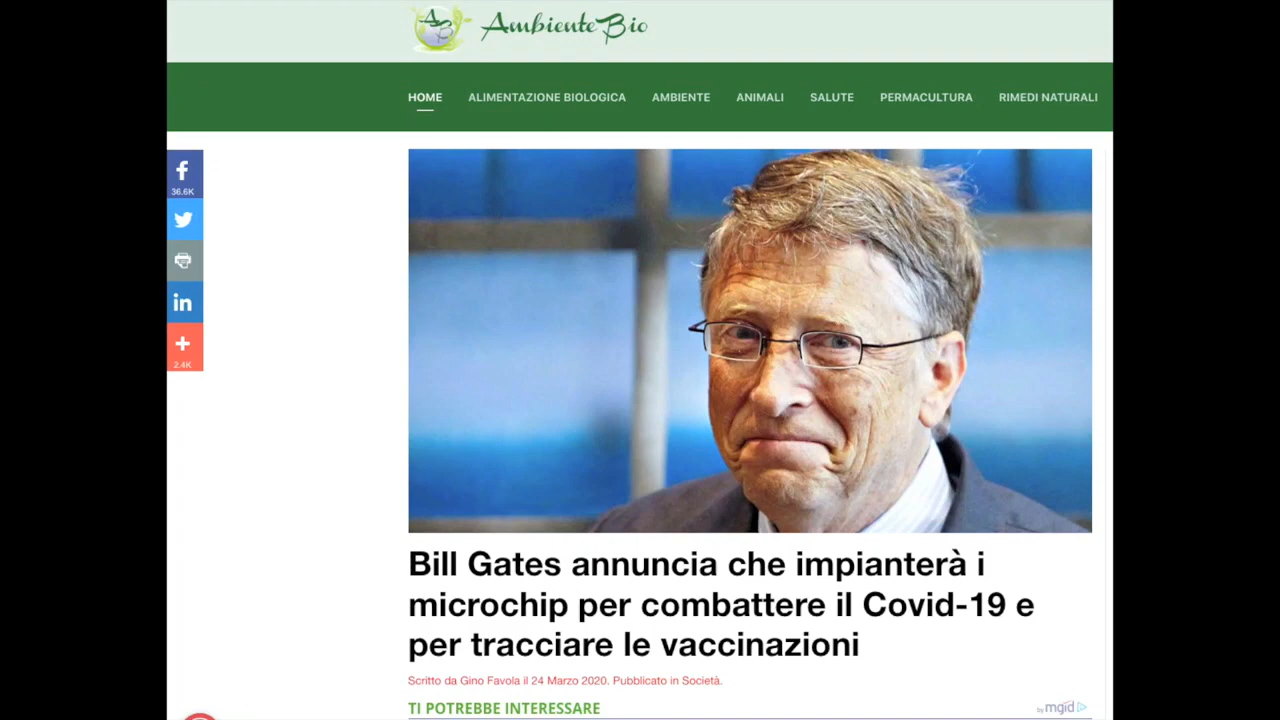 AB
AmbienteBio
HOME ALIMENTAZIONE BIOLOGICA AMBIENTE ANIMALI SALUTE PERMACULTURA RIMEDI NATURALI
36.6K
2.4K
Bill Gates annuncia che impianterà i
microchip per combattere il Covid-19 e
per tracciare le vaccinazioni
Scritto da Gino Favola il 24 Marzo 2020. Pubblicato in Società.
TI POTREBBE INTERESSARE
by mgid